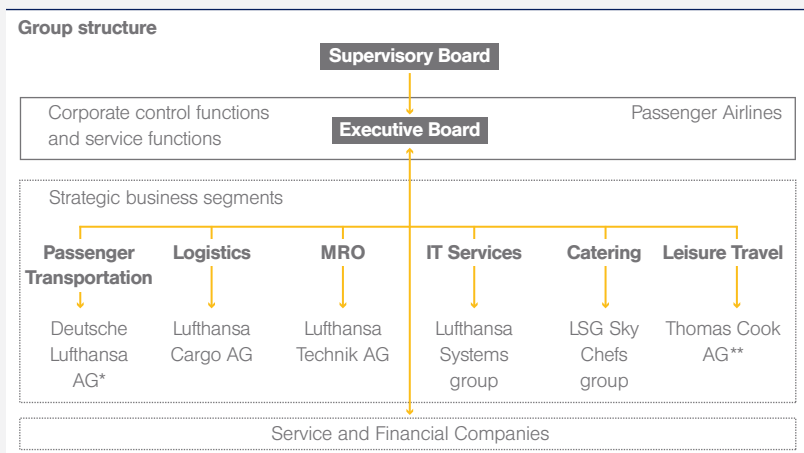 Group structure
Supervisory Board
Corporate control functions
and service functions
Executive Board
Passenger Airlines
Strategic business segments
Passenger
Transportation
Logistics
MRO
IT Services
Catering
Leisure Travel
Deutsche
Lufthansa
AG*
Lufthansa
Cargo AG
Lufthansa
Technik AG
Lufthansa
Systems
group
LSG Sky
Chefs
group
Thomas Cook
AG**
Service and Financial Companies